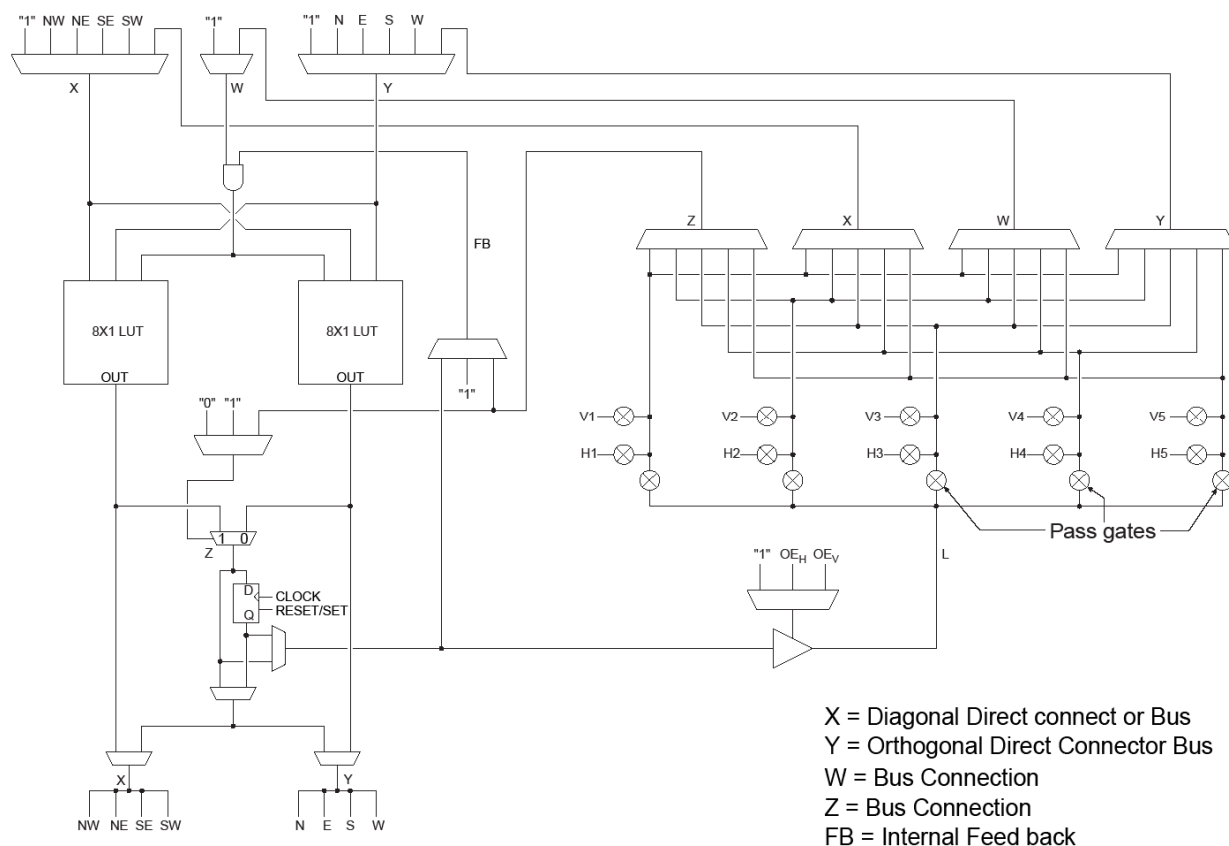 "1" NW NE SE SW
"1"
"1" N E S W
X
W
Y
FB
Z
X
W
Y
8X1 LUT
OUT
8X1 LUT
OUT
"1"
"0" "1"
V1
V2
V3
V4
V5
H1
H2
H3
H4
H5
Pass gates
Z
1 0
"1" OEH OEV
L
D
CLOCK
RESET/SET
Q
X
Y
NW NE SE SW
N E S W
X = Diagonal Direct connect or Bus
Y = Orthogonal Direct Connector Bus
W = Bus Connection
Z = Bus Connection
FB = Internal Feed back